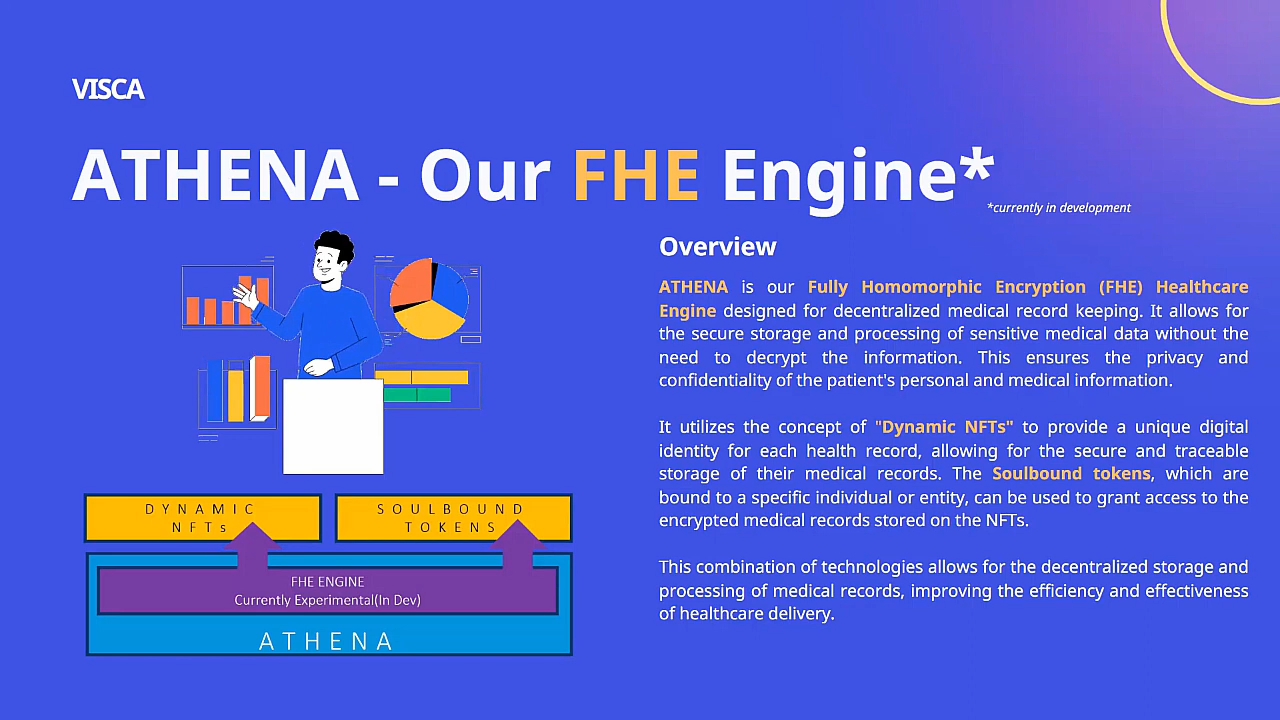 VISCA
ATHENA - Our FHE Engine*
*currently in development
Overview
ATHENA is our Fully Homomorphic Encryption (FHE) Healthcare
Engine designed for decentralized medical record keeping. It allows for
the secure storage and processing of sensitive medical data without the
need to decrypt the information. This ensures the privacy and
confidentiality of the patient's personal and medical information.
It utilizes the concept of "Dynamic NFTs" to provide a unique digital
identity for each health record, allowing for the secure and traceable
storage of their medical records. The Soulbound tokens, which are
bound to a specific individual or entity, can be used to grant access to the
encrypted medical records stored on the NFTs.
This combination of technologies allows for the decentralized storage and
processing of medical records, improving the efficiency and effectiveness
of healthcare delivery.
DYNAMIC
NFTs
SOULBOUND
TOKENS
FHE ENGINE
Currently Experimental(In Dev)
ATHENA